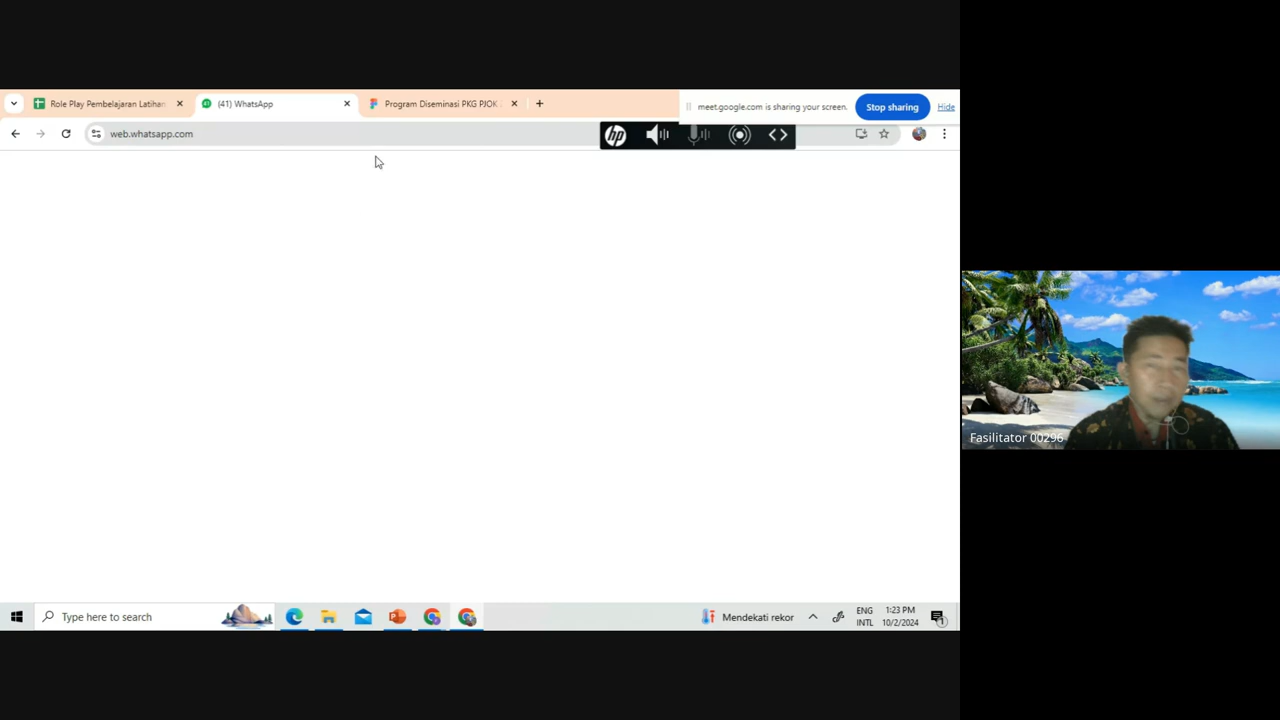 Role Play Pembelajaran Latihan
(41) WhatsApp
Program Diseminasi PKG PJOK
meet.google.com is sharing your screen.
Stop sharing
Hide
web.whatsapp.com
hp
Fasilitator 00296
Type here to search
Mendekati rekor
ENG
INTL
1:23 PM
10/2/2024
1